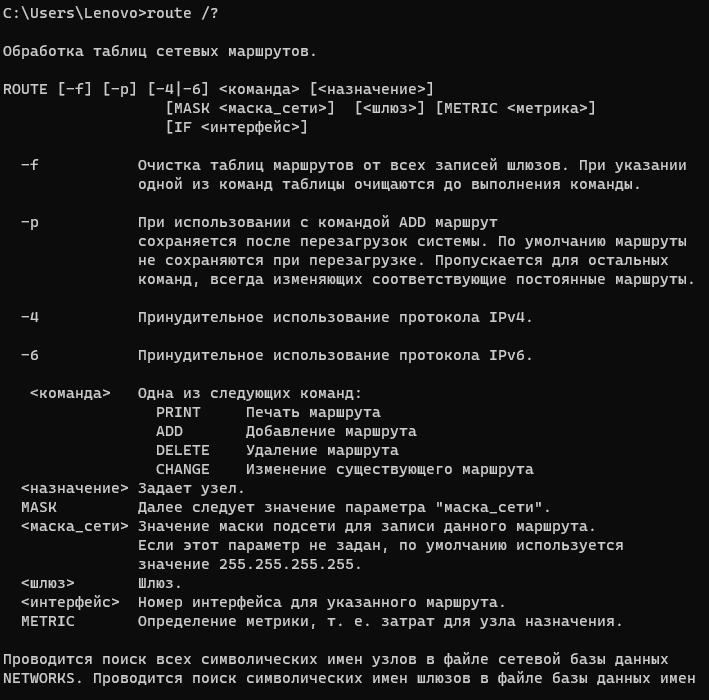 C:\Users\Lenovo>route /?
Обработка таблиц сетевых маршрутов.
ROUTE [-f] [-p] [-4|-6] <команда> [<назначение>]
[MASK <маска_сети>] [<шлюз>] [METRIC <метрика>]
[IF <интерфейс>]
-f Очистка таблиц маршрутов от всех записей шлюзов. При указании
одной из команд таблицы очищаются до выполнения команды.
-p При использовании с командой ADD маршрут
сохраняется после перезагрузок системы. По умолчанию маршруты
не сохраняются при перезагрузке. Пропускается для остальных
команд, всегда изменяющих соответствующие постоянные маршруты.
-4 Принудительное использование протокола IPv4.
-6 Принудительное использование протокола IPv6.
<команда> Одна из следующих команд:
PRINT Печать маршрута
ADD Добавление маршрута
DELETE Удаление маршрута
CHANGE Изменение существующего маршрута
<назначение> Задает узел.
MASK Далее следует значение параметра "маска_сети".
<маска_сети> Значение маски подсети для записи данного маршрута.
Если этот параметр не задан, по умолчанию используется
значение 255.255.255.255.
<шлюз> Шлюз.
<интерфейс> Номер интерфейса для указанного маршрута.
METRIC Определение метрики, т. е. затрат для узла назначения.
Проводится поиск всех символических имен узлов в файле сетевой базы данных
NETWORKS. Проводится поиск символических имен шлюзов в файле базы данных имен